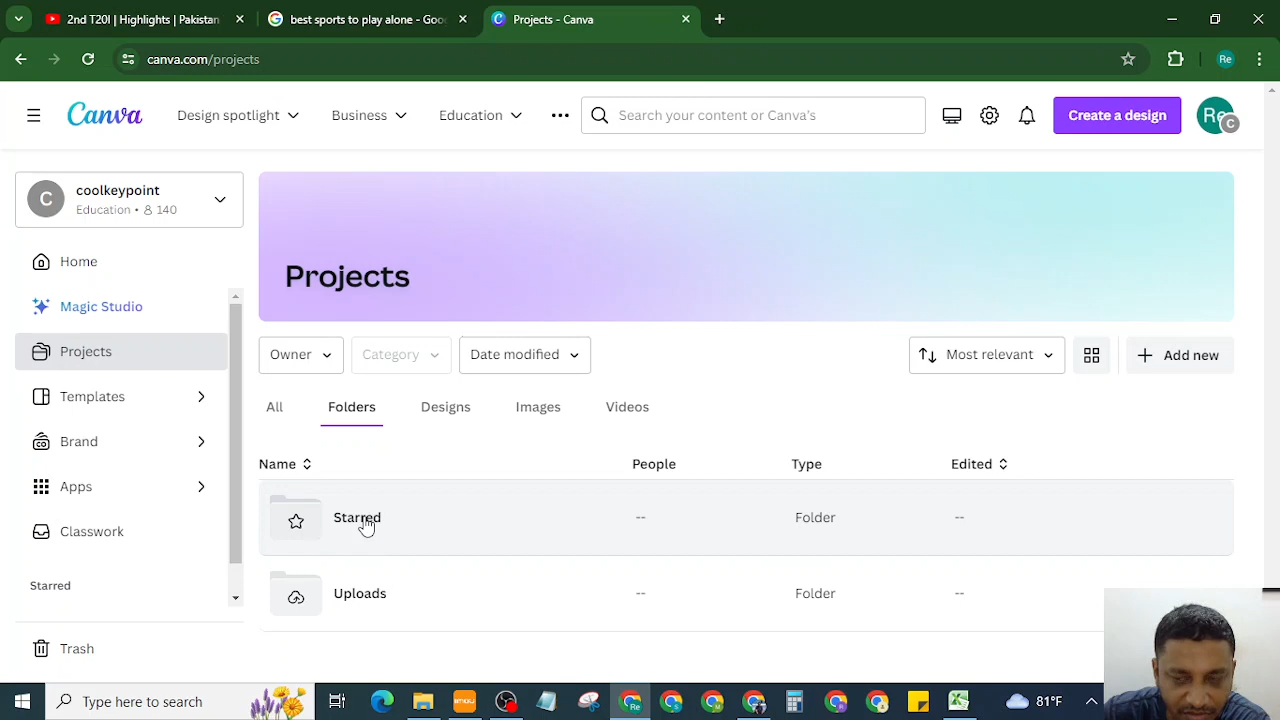 2nd T20I | Highlights | Pakistan
best sports to play alone - Goo
Projects - Canva
canva.com/projects
Re
Canva
Design spotlight
Business
Education
Search your content or Canva's
Create a design
Re
C
C
coolkeypoint
Education • 140
Home
Magic Studio
Projects
Templates
Brand
Apps
Classwork
Starred
Trash
Projects
Owner
Category
Date modified
Most relevant
Add new
All
Folders
Designs
Images
Videos
Name
People
Type
Edited
Starred
--
Folder
--
Uploads
--
Folder
--
Type here to search
81°F